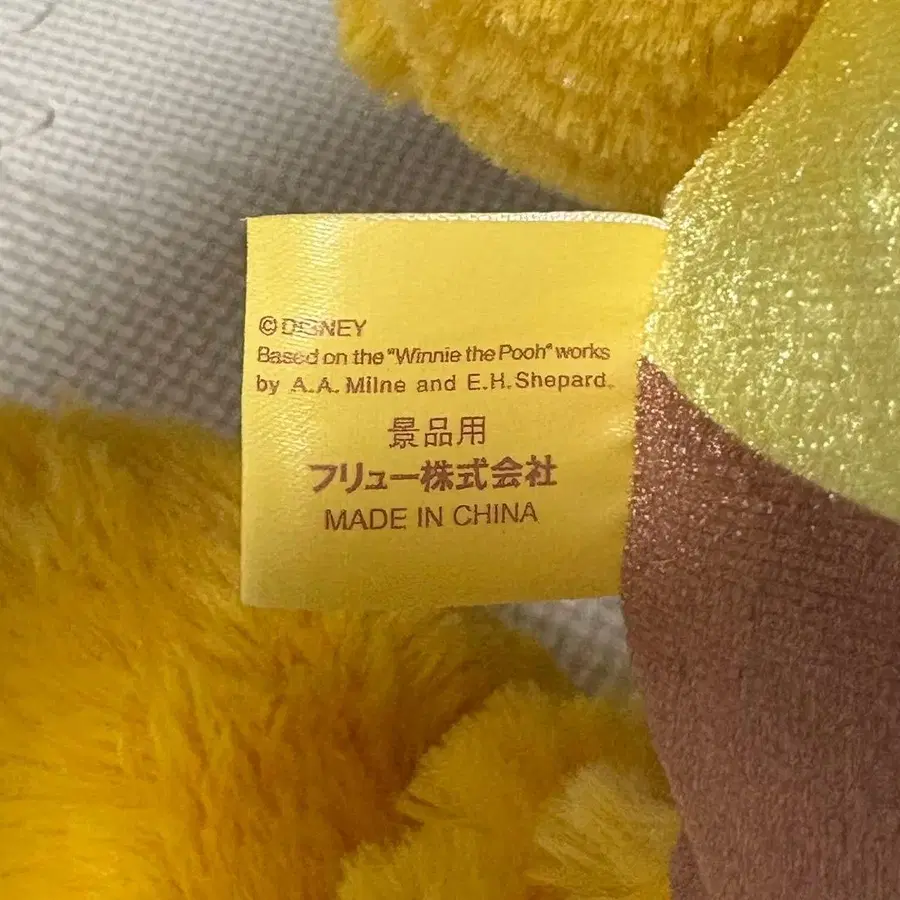 © DISNEY
Based on the "Winnie the Pooh" works
by A.A. Milne and E.H. Shepard.
景品用
フリュー株式会社
MADE IN CHINA